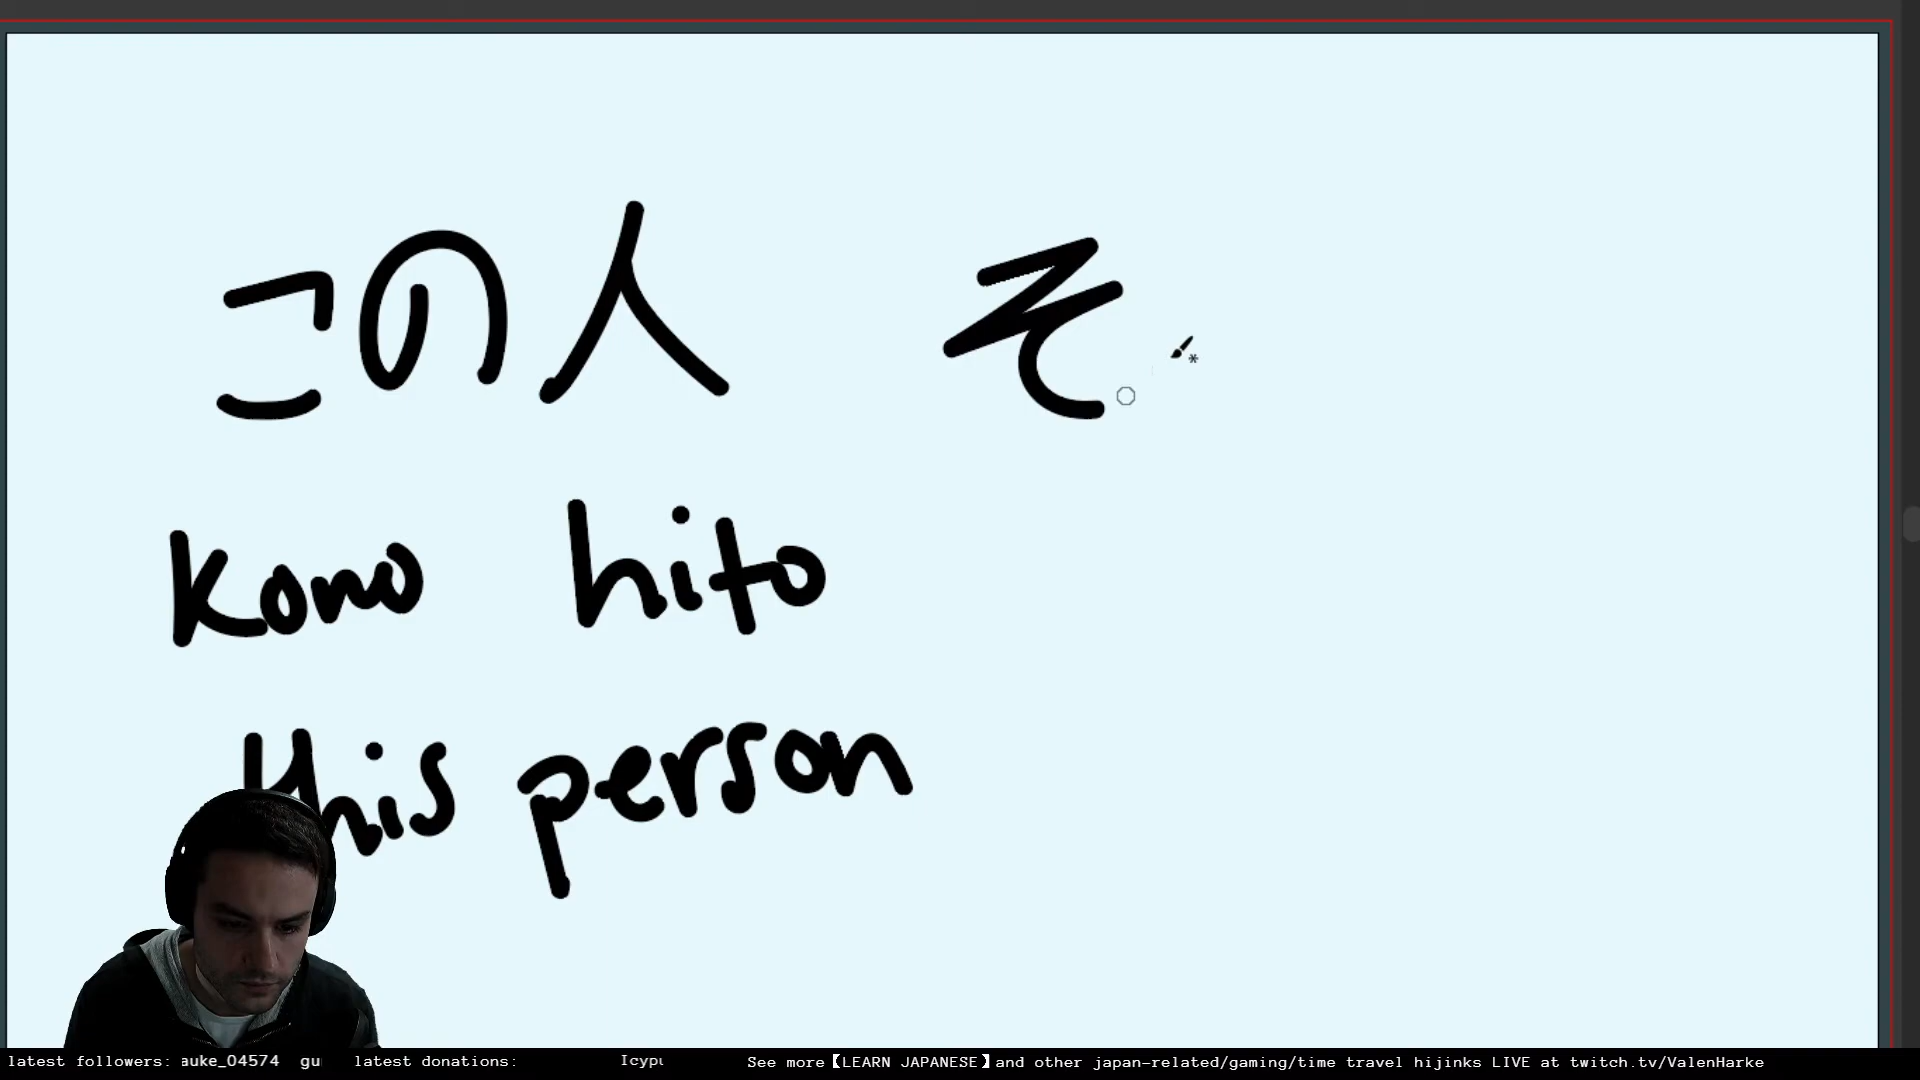 この人 そ
kono hito
this person
latest followers: auke_04574 gu latest donations: Icypu See more【LEARN JAPANESE】and other japan-related/gaming/time travel hijinks LIVE at twitch.tv/ValenHarke